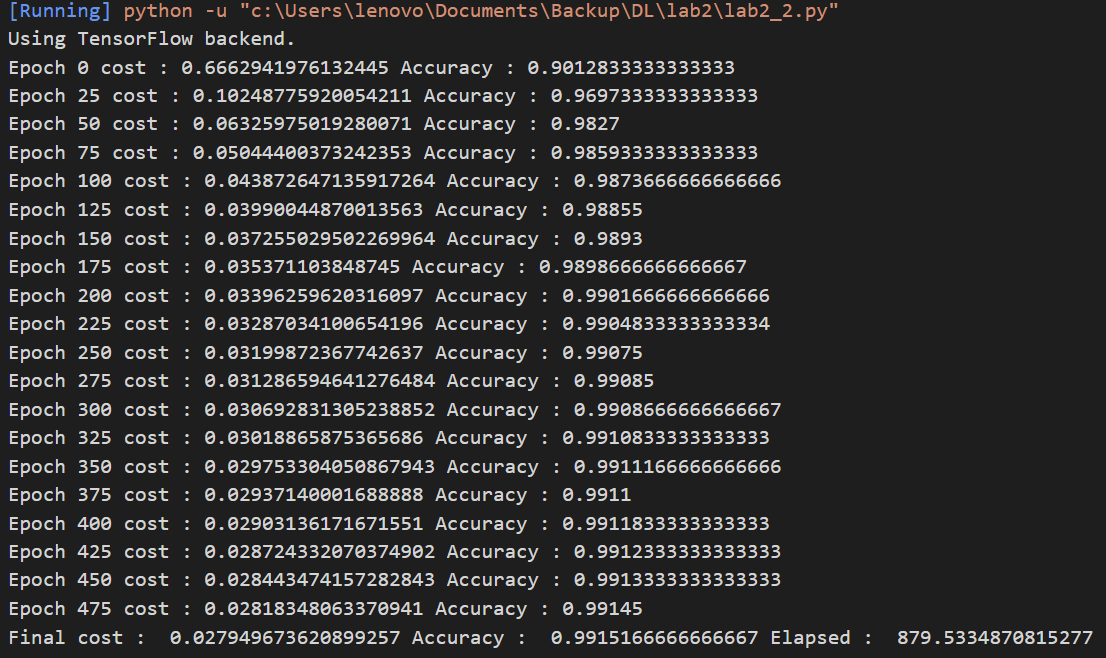 [Running] python -u "c:\Users\lenovo\Documents\Backup\DL\lab2\lab2_2.py"
Using TensorFlow backend.
Epoch 0 cost : 0.6662941976132445 Accuracy : 0.9012833333333333
Epoch 25 cost : 0.10248775920054211 Accuracy : 0.9697333333333333
Epoch 50 cost : 0.06325975019280071 Accuracy : 0.9827
Epoch 75 cost : 0.05044400373242353 Accuracy : 0.9859333333333333
Epoch 100 cost : 0.043872647135917264 Accuracy : 0.9873666666666666
Epoch 125 cost : 0.03990044870013563 Accuracy : 0.98855
Epoch 150 cost : 0.037255029502269964 Accuracy : 0.9893
Epoch 175 cost : 0.035371103848745 Accuracy : 0.9898666666666667
Epoch 200 cost : 0.03396259620316097 Accuracy : 0.9901666666666666
Epoch 225 cost : 0.03287034100654196 Accuracy : 0.9904833333333334
Epoch 250 cost : 0.03199872367742637 Accuracy : 0.99075
Epoch 275 cost : 0.031286594641276484 Accuracy : 0.99085
Epoch 300 cost : 0.030692831305238852 Accuracy : 0.9908666666666667
Epoch 325 cost : 0.03018865875365686 Accuracy : 0.9910833333333333
Epoch 350 cost : 0.029753304050867943 Accuracy : 0.9911166666666666
Epoch 375 cost : 0.02937140001688888 Accuracy : 0.9911
Epoch 400 cost : 0.02903136171671551 Accuracy : 0.9911833333333333
Epoch 425 cost : 0.028724332070374902 Accuracy : 0.9912333333333333
Epoch 450 cost : 0.028443474157282843 Accuracy : 0.9913333333333333
Epoch 475 cost : 0.02818348063370941 Accuracy : 0.99145
Final cost :  0.027949673620899257 Accuracy :  0.9915166666666667 Elapsed :  879.5334870815277